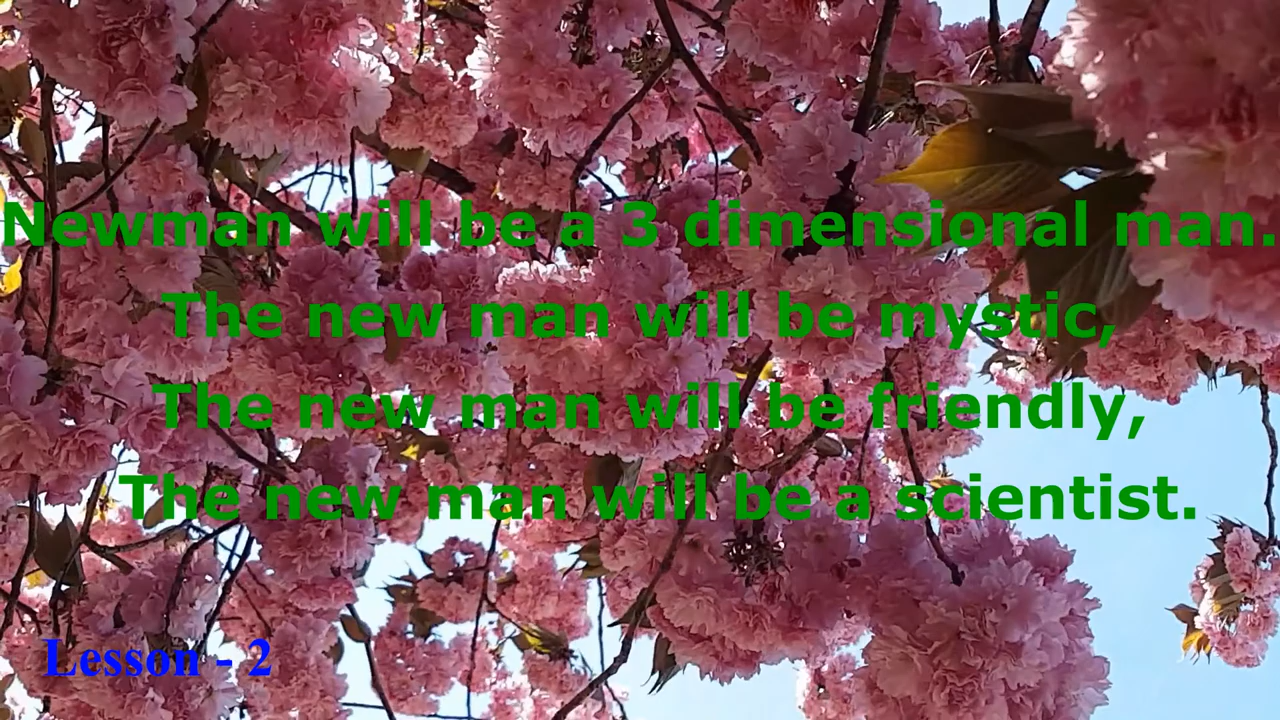 Newman will be a 3 dimensional man.
The new man will be mystic,
The new man will be friendly,
The new man will be a scientist.
Lesson - 2